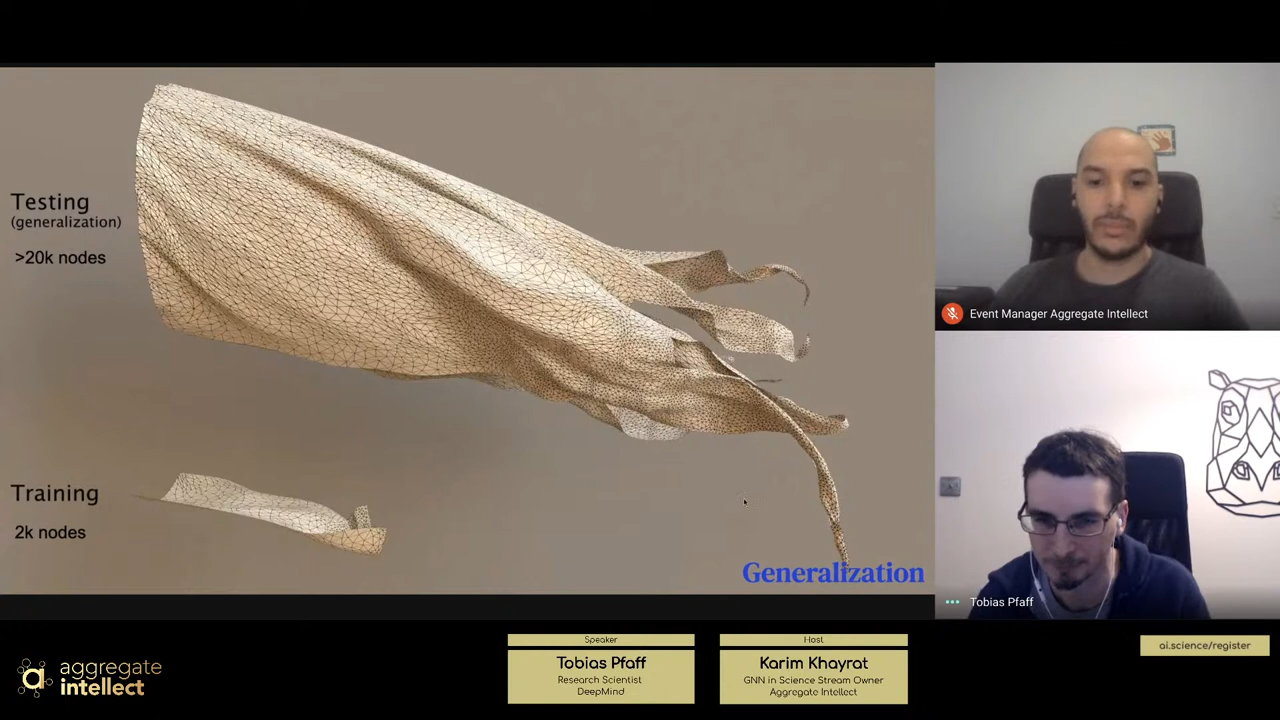 Testing
(generalization)
>20k nodes
Training
2k nodes
Generalization
Event Manager Aggregate Intellect
Tobias Pfaff
aggregate
intellect
Speaker
Tobias Pfaff
Research Scientist
DeepMind
Host
Karim Khayrat
GNN in Science Stream Owner
Aggregate Intellect
ai.science/register